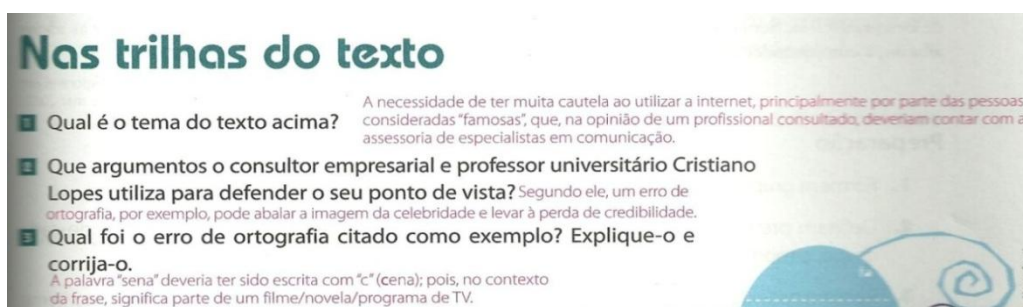 Nas trilhas do texto
1 Qual é o tema do texto acima? A necessidade de ter muita cautela ao utilizar a internet, principalmente por parte das pessoas
consideradas "famosas", que, na opinião de um profissional consultado, deveriam contar com a
assessoria de especialistas em comunicação.
2 Que argumentos o consultor empresarial e professor universitário Cristiano
Lopes utiliza para defender o seu ponto de vista? Segundo ele, um erro de
ortografia, por exemplo, pode abalar a imagem da celebridade e levar à perda de credibilidade.
3 Qual foi o erro de ortografia citado como exemplo? Explique-o e
corrija-o.
A palavra "sena" deveria ter sido escrita com "c" (cena); pois, no contexto
da frase, significa parte de um filme/novela/programa de TV.